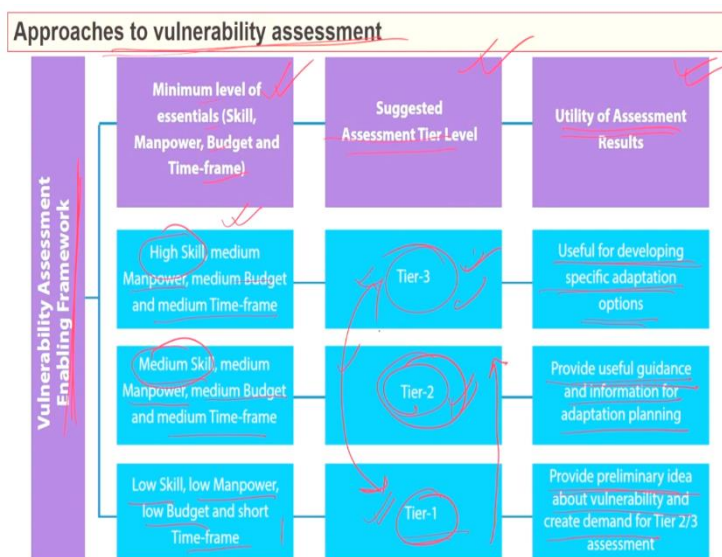 Approaches to vulnerability assessment
Vulnerability Assessment
Enabling Framework
Minimum level of
essentials (Skill,
Manpower, Budget and
Time-frame)
Suggested
Assessment Tier Level
Utility of Assessment
Results
High Skill, medium
Manpower, medium Budget
and medium Time-frame
Tier-3
Useful for developing
specific adaptation
options
Medium Skill, medium
Manpower, medium Budget
and medium Time-frame
Tier-2
Provide useful guidance
and information for
adaptation planning
Low Skill, low Manpower,
low Budget and short
Time-frame
Tier-1
Provide preliminary idea
about vulnerability and
create demand for Tier 2/3
assessment